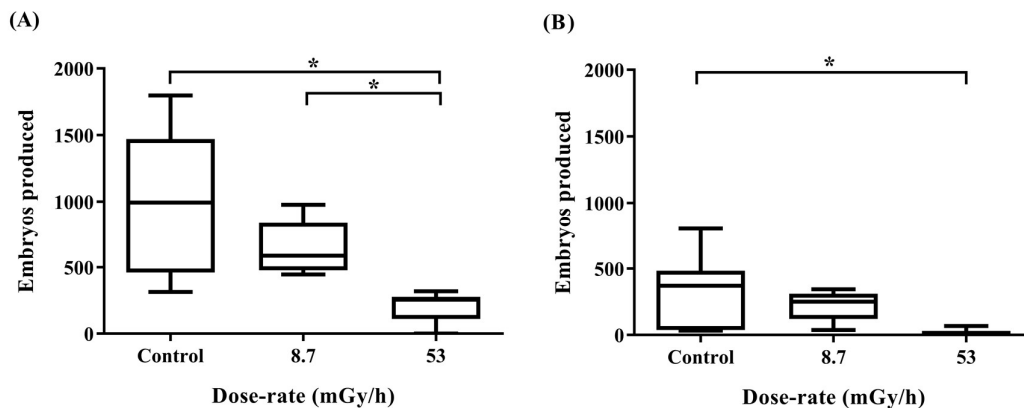 (A)
*
*
2000
1500
1000
500
0
Embryos produced
Control 8.7 53
Dose-rate (mGy/h)
(B)
*
2000
1500
1000
500
0
Embryos produced
Control 8.7 53
Dose-rate (mGy/h)